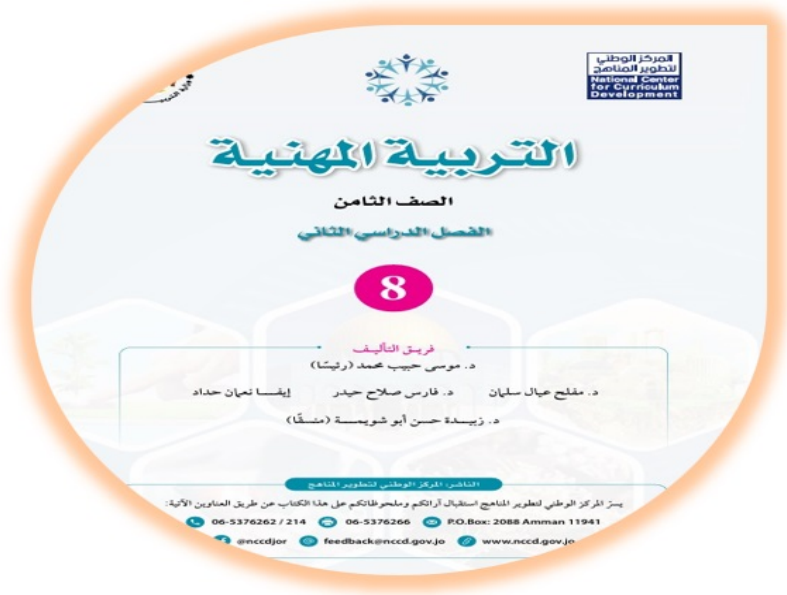 المركز الوطني
لتطوير المناهج
National Center
for Curriculum
Development
التربية المهنية
الصف الثامن
الفصل الدراسي الثاني
8
فريق التأليف
د. موسى حبيب محمد (رئيسًا)
د. مفلح عيال سلمان د. فارس صلاح حيدر إيفا نعمان حداد
د. زبيدة حسن أبو شويمة (منسقًا)
الناشر: المركز الوطني لتطوير المناهج
يسرّ المركز الوطني لتطوير المناهج استقبال آرائكم وملحوظاتكم على هذا الكتاب عن طريق العناوين الآتية:
06-5376262 / 214 06-5376266 P.O.Box: 2088 Amman 11941
@nccdjor feedback@nccd.gov.jo www.nccd.gov.jo